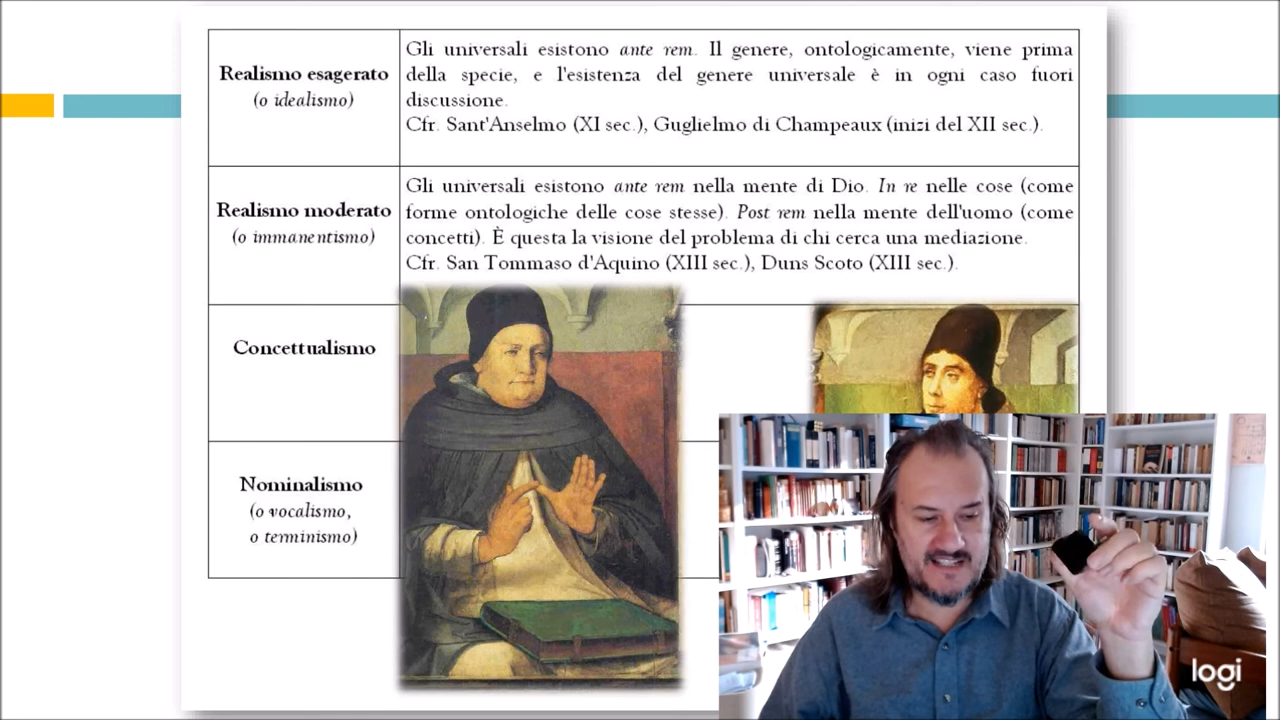 Realismo esagerato
(o idealismo)
Gli universali esistono ante rem. Il genere, ontologicamente, viene prima
della specie, e l'esistenza del genere universale è in ogni caso fuori
discussione.
Cfr. Sant'Anselmo (XI sec.), Guglielmo di Champeaux (inizi del XII sec.).
Realismo moderato
(o immanentismo)
Gli universali esistono ante rem nella mente di Dio. In re nelle cose (come
forme ontologiche delle cose stesse). Post rem nella mente dell'uomo (come
concetti). È questa la visione del problema di chi cerca una mediazione.
Cfr. San Tommaso d'Aquino (XIII sec.), Duns Scoto (XIII sec.).
Concettualismo
Nominalismo
(o vocalismo,
o terminismo)
logi